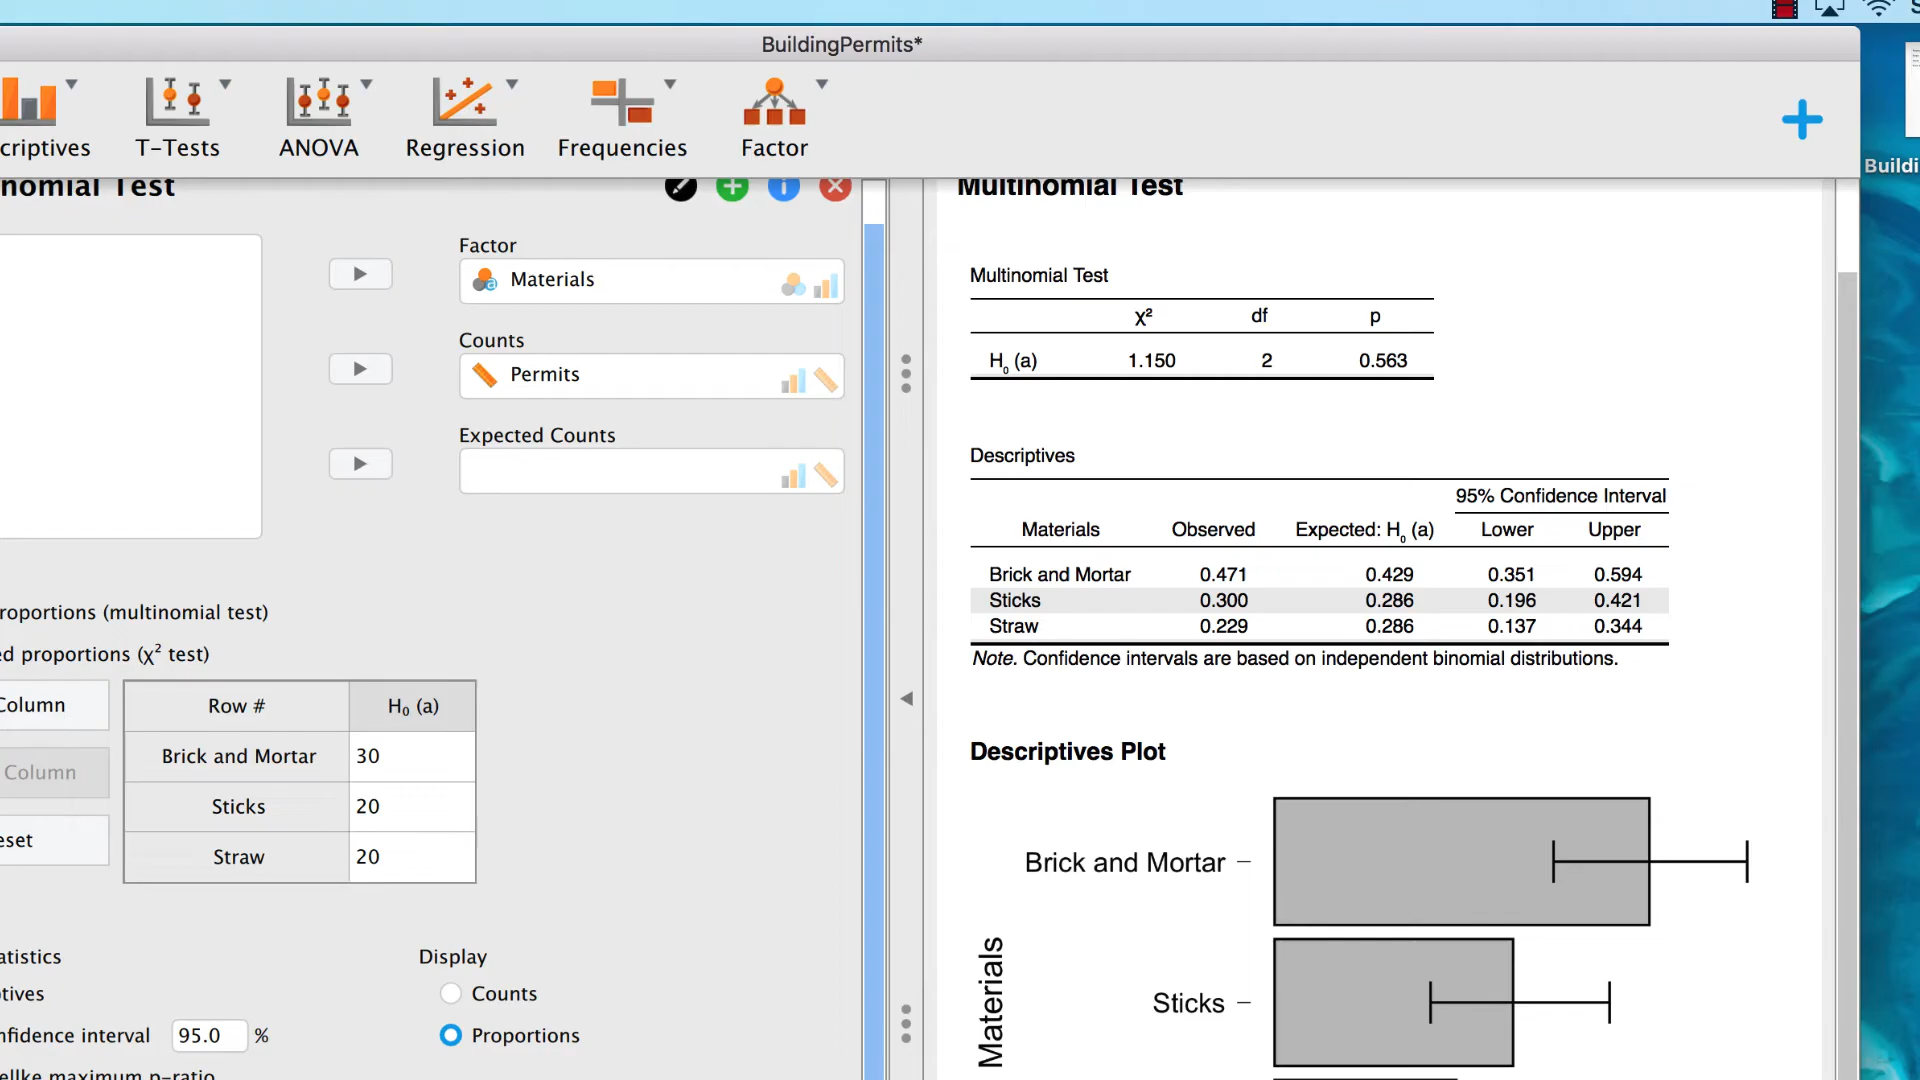 BuildingPermits*
criptives
T-Tests
ANOVA
Regression
Frequencies
Factor
Buildi
nomial Test
Factor
Materials
Counts
Permits
Expected Counts
roportions (multinomial test)
ed proportions (χ² test)
Column
Column
eset
Row # H₀ (a)
Brick and Mortar 30
Sticks 20
Straw 20
atistics
tives
nfidence interval 95.0 %
ellke maximum p-ratio
Display
Counts
Proportions
Multinomial Test
Multinomial Test
χ² df p
H₀ (a) 1.150 2 0.563
Descriptives
95% Confidence Interval
Materials Observed Expected: H₀ (a) Lower Upper
Brick and Mortar 0.471 0.429 0.351 0.594
Sticks 0.300 0.286 0.196 0.421
Straw 0.229 0.286 0.137 0.344
Note. Confidence intervals are based on independent binomial distributions.
Descriptives Plot
Brick and Mortar
Sticks
Materials